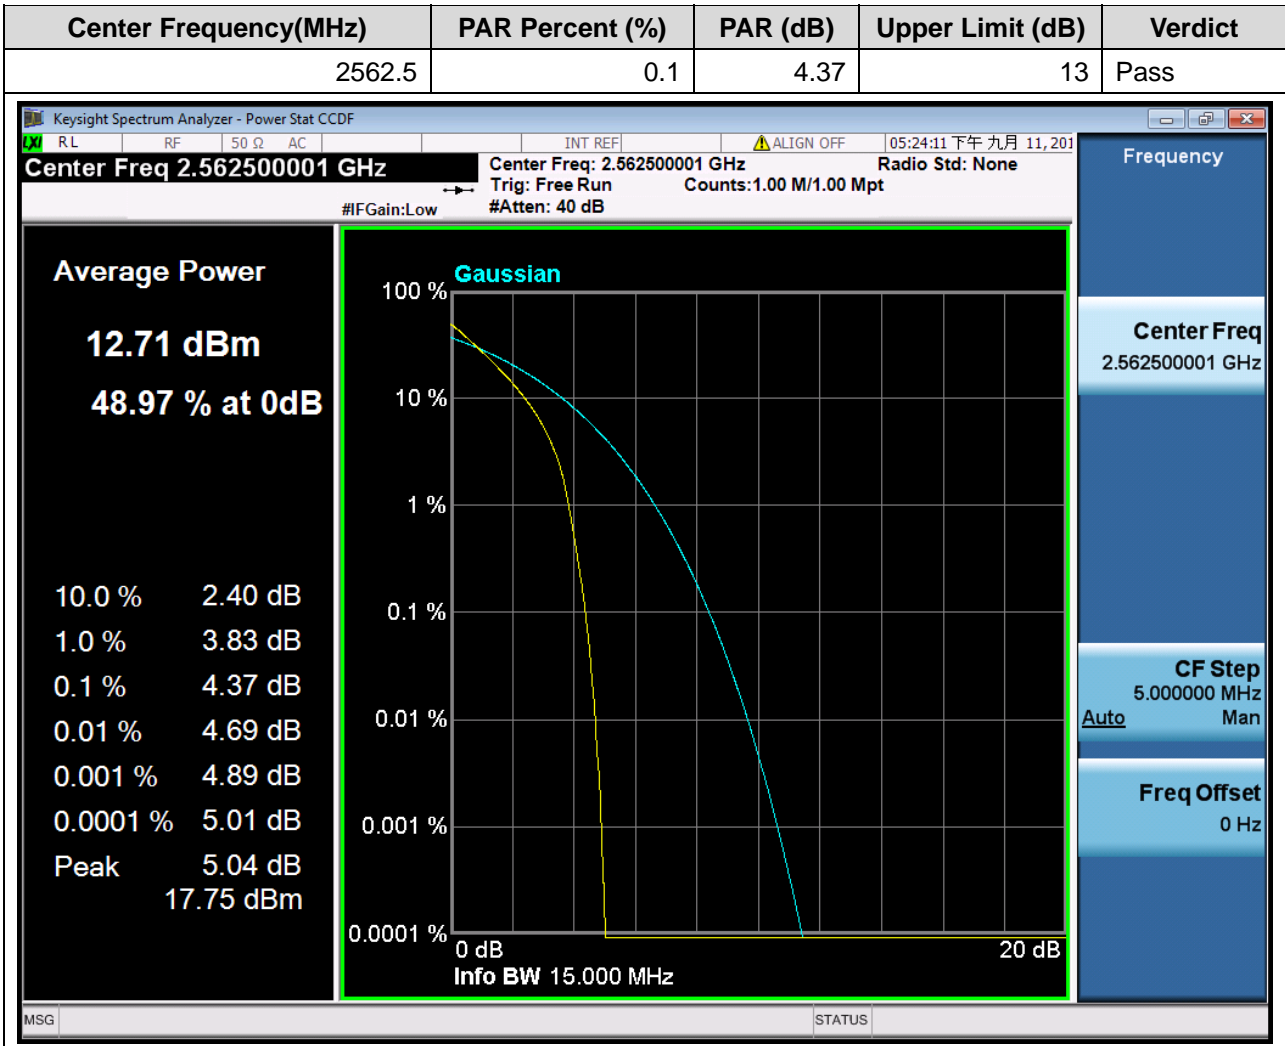 Center Frequency(MHz) PAR Percent (%) PAR (dB) Upper Limit (dB) Verdict
2562.5 0.1 4.37 13 Pass
Keysight Spectrum Analyzer - Power Stat CCDF
LXI RL RF 50 Ω AC INT REF ALIGN OFF 05:24:11 下午 九月 11, 201
Center Freq 2.562500001 GHz
Center Freq: 2.562500001 GHz Radio Std: None
Trig: Free Run Counts:1.00 M/1.00 Mpt
#IFGain:Low #Atten: 40 dB
Frequency
Average Power
12.71 dBm
48.97 % at 0dB
10.0 % 2.40 dB
1.0 % 3.83 dB
0.1 % 4.37 dB
0.01 % 4.69 dB
0.001 % 4.89 dB
0.0001 % 5.01 dB
Peak 5.04 dB
17.75 dBm
Gaussian
100 %
10 %
1 %
0.1 %
0.01 %
0.001 %
0.0001 %
0 dB 20 dB
Info BW 15.000 MHz
Center Freq
2.562500001 GHz
CF Step
5.000000 MHz
Auto Man
Freq Offset
0 Hz
MSG STATUS